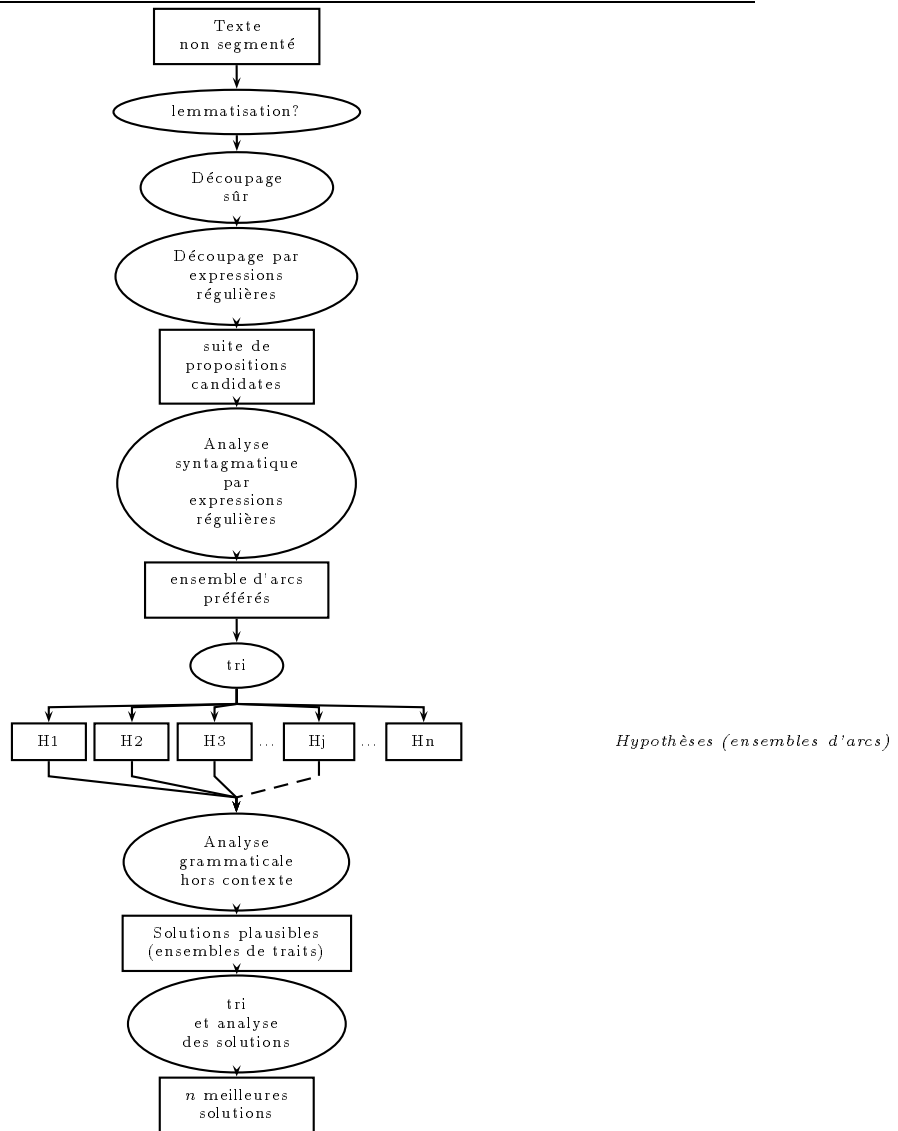 Texte
non segmenté
lemmatisation?
Découpage
sûr
Découpage par
expressions
régulières
suite de
propositions
candidates
Analyse
syntagmatique
par
expressions
régulières
ensemble d'arcs
préférés
tri
H1 H2 H3 ... Hj ... Hn Hypothèses (ensembles d'arcs)
Analyse
grammaticale
hors contexte
Solutions plausibles
(ensembles de traits)
tri
et analyse
des solutions
n meilleures
solutions